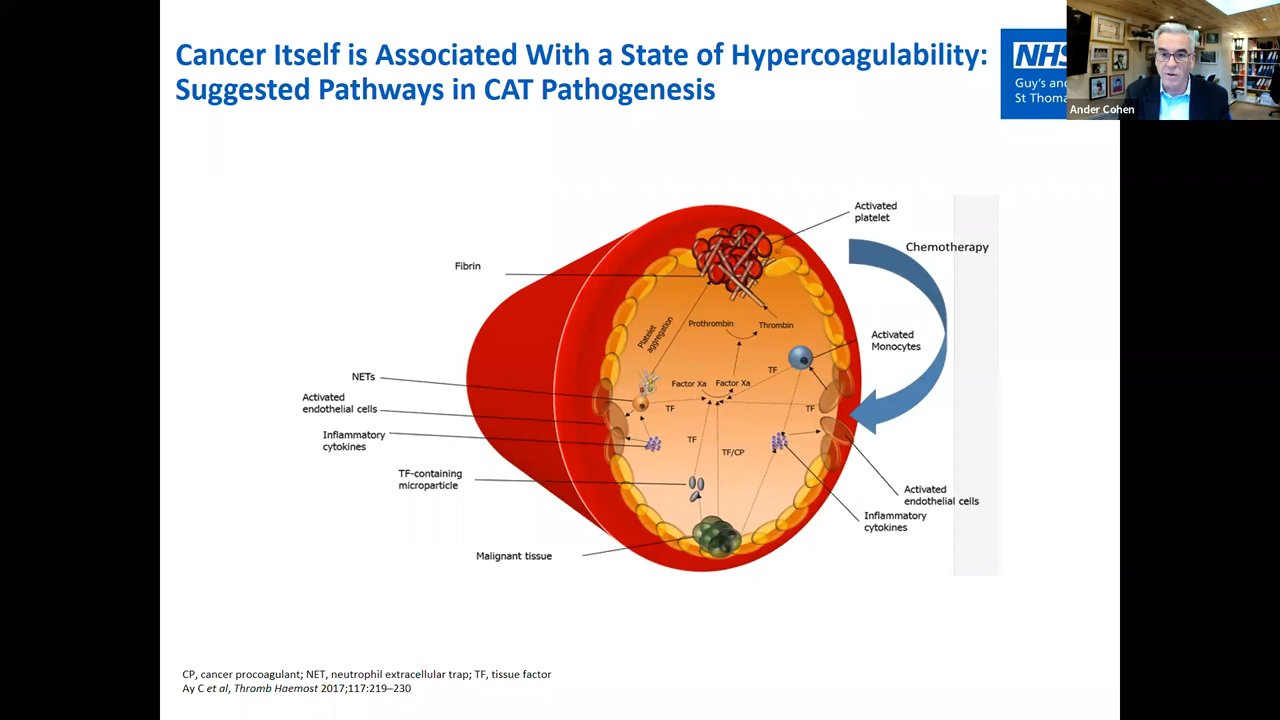 Cancer Itself is Associated With a State of Hypercoagulability:
Suggested Pathways in CAT Pathogenesis
NHS
Guy's and
St Thoma
Ander Cohen
Activated
platelet
Chemotherapy
Fibrin
Platelet
aggregation
Prothrombin
Thrombin
Activated
Monocytes
TF
Factor Xa
Factor Xa
NETs
TF
TF
Activated
endothelial cells
Inflammatory
cytokines
TF
TF/CP
TF-containing
microparticle
Activated
endothelial cells
Inflammatory
cytokines
Malignant tissue
CP, cancer procoagulant; NET, neutrophil extracellular trap; TF, tissue factor
Ay C et al, Thromb Haemost 2017;117:219–230